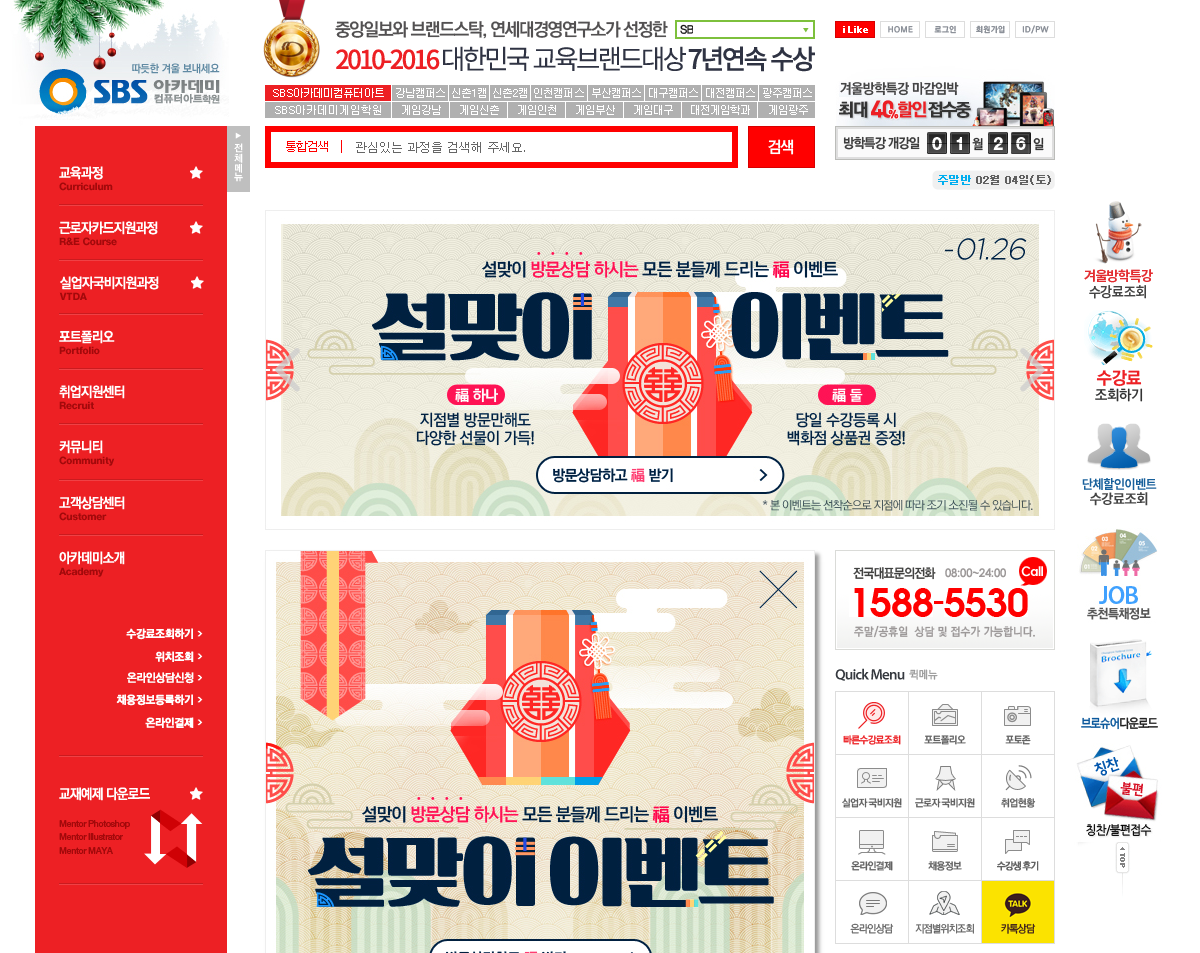 따뜻한 겨울 보내세요
SBS 아카데미
컴퓨터아트학원
중앙일보와 브랜드스탁, 연세대경영연구소가 선정한
SB
2010-2016 대한민국 교육브랜드대상 7년연속 수상
SBS아카데미컴퓨터아트 강남캠퍼스 신촌1캠 신촌2캠 인천캠퍼스 부산캠퍼스 대구캠퍼스 대전캠퍼스 광주캠퍼스
SBS아카데미게임학원 게임강남 게임신촌 게임인천 게임부산 게임대구 대전게임학과 게임광주
통합검색 | 관심있는 과정을 검색해 주세요.
검색
i Like HOME 로그인 회원가입 ID/PW
겨울방학특강 마감임박
최대 40%할인 접수중
방학특강 개강일 01월 26일
주말반 02월 04일(토)
전체메뉴
교육과정
Curriculum
근로자카드지원과정
R&E Course
실업자국비지원과정
VTDA
포트폴리오
Portfolio
취업지원센터
Recruit
커뮤니티
Community
고객상담센터
Customer
아카데미소개
Academy
수강료조회하기 >
위치조회 >
온라인상담신청 >
채용정보등록하기 >
온라인결제 >
교재예제 다운로드
Mentor Photoshop
Mentor Illustrator
Mentor MAYA
-01.26
설맞이 방문상담 하시는 모든 분들께 드리는 福 이벤트
설맞이 이벤트
福 하나
지점별 방문만해도
다양한 선물이 가득!
福 둘
당일 수강등록 시
백화점 상품권 증정!
방문상담하고 福 받기 >
* 본 이벤트는 선착순으로 지점에 따라 조기 소진될 수 있습니다.
설맞이 방문상담 하시는 모든 분들께 드리는 福 이벤트
설맞이 이벤트
전국대표문의전화 08:00~24:00
Call
1588-5530
주말/공휴일 상담 및 접수가 가능합니다.
Quick Menu 퀵메뉴
빠른수강료조회 포트폴리오 포토존
실업자 국비지원 근로자 국비지원 취업현황
온라인결제 채용정보 수강생 후기
온라인상담 지점별위치조회 카톡상담
TALK
겨울방학특강
수강료조회
수강료
조회하기
단체할인이벤트
수강료조회
JOB
추천특채정보
Brochure
브로슈어다운로드
칭찬
불편
칭찬/불편접수
TOP